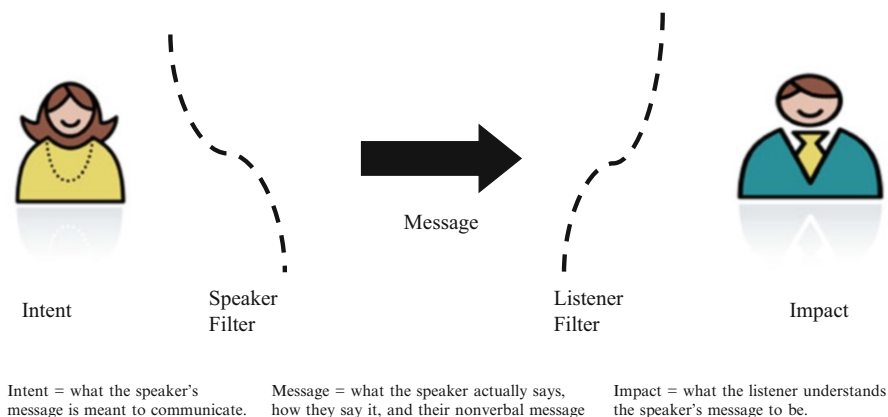 Message
Intent
Speaker
Filter
Listener
Filter
Impact
Intent = what the speaker's
message is meant to communicate.
Message = what the speaker actually says,
how they say it, and their nonverbal message
Impact = what the listener understands
the speaker's message to be.